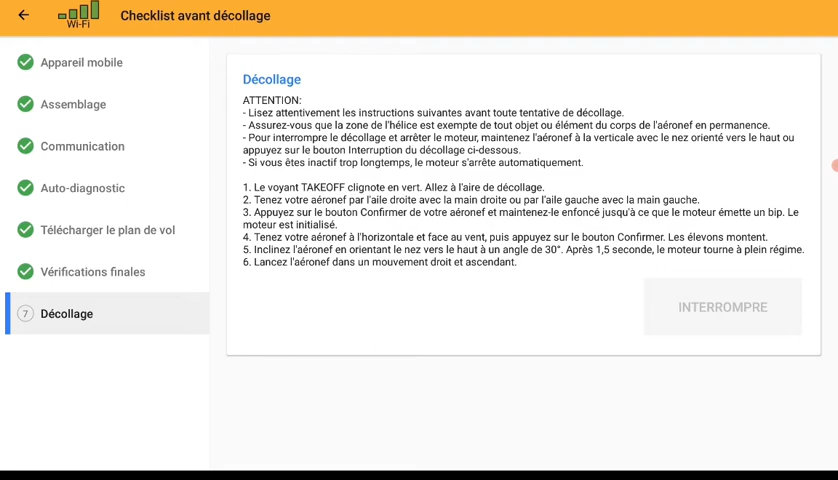 Wi-Fi
Checklist avant décollage
Appareil mobile
Assemblage
Communication
Auto-diagnostic
Télécharger le plan de vol
Vérifications finales
7 Décollage
Décollage
ATTENTION:
- Lisez attentivement les instructions suivantes avant toute tentative de décollage.
- Assurez-vous que la zone de l'hélice est exempte de tout objet ou élément du corps de l'aéronef en permanence.
- Pour interrompre le décollage et arrêter le moteur, maintenez l'aéronef à la verticale avec le nez orienté vers le haut ou
appuyez sur le bouton Interruption du décollage ci-dessous.
- Si vous êtes inactif trop longtemps, le moteur s'arrête automatiquement.
1. Le voyant TAKEOFF clignote en vert. Allez à l'aire de décollage.
2. Tenez votre aéronef par l'aile droite avec la main droite ou par l'aile gauche avec la main gauche.
3. Appuyez sur le bouton Confirmer de votre aéronef et maintenez-le enfoncé jusqu'à ce que le moteur émette un bip. Le
moteur est initialisé.
4. Tenez votre aéronef à l'horizontale et face au vent, puis appuyez sur le bouton Confirmer. Les élevons montent.
5. Inclinez l'aéronef en orientant le nez vers le haut à un angle de 30°. Après 1,5 seconde, le moteur tourne à plein régime.
6. Lancez l'aéronef dans un mouvement droit et ascendant.
INTERROMPRE